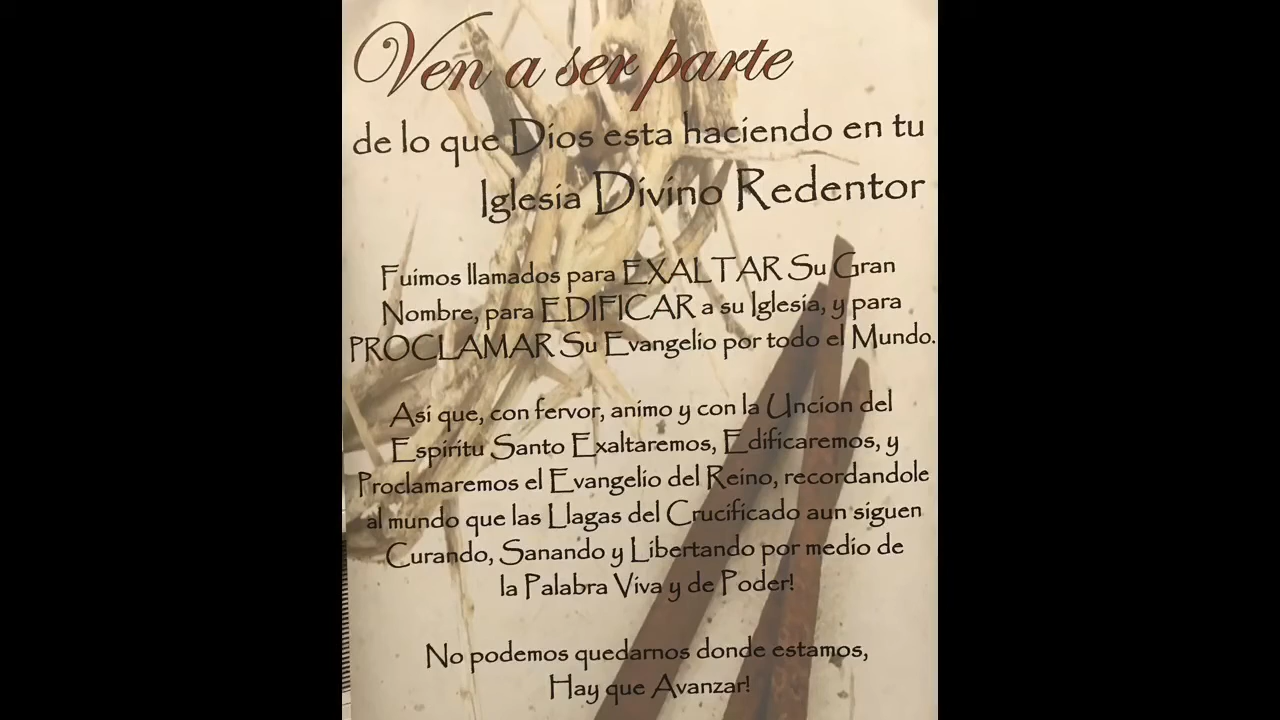 Ven a ser parte
de lo que Dios esta haciendo en tu
Iglesia Divino Redentor
Fuimos llamados para EXALTAR Su Gran
Nombre, para EDIFICAR a su Iglesia, y para
PROCLAMAR Su Evangelio por todo el Mundo.
Así que, con fervor, animo y con la Uncion del
Espiritu Santo Exaltaremos, Edificaremos, y
Proclamaremos el Evangelio del Reino, recordandole
al mundo que las Llagas del Crucificado aun siguen
Curando, Sanando y Libertando por medio de
la Palabra Viva y de Poder!
No podemos quedarnos donde estamos,
Hay que Avanzar!